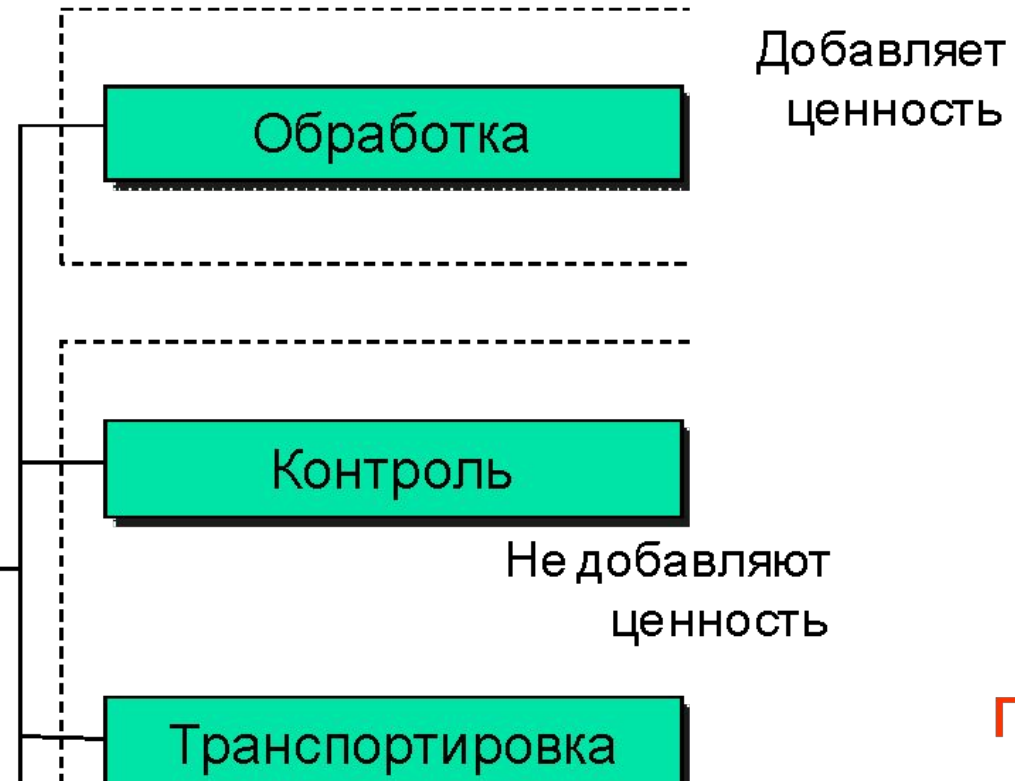 Добавляет
ценность
Обработка
Контроль
Не добавляют
ценность
Транспортировка